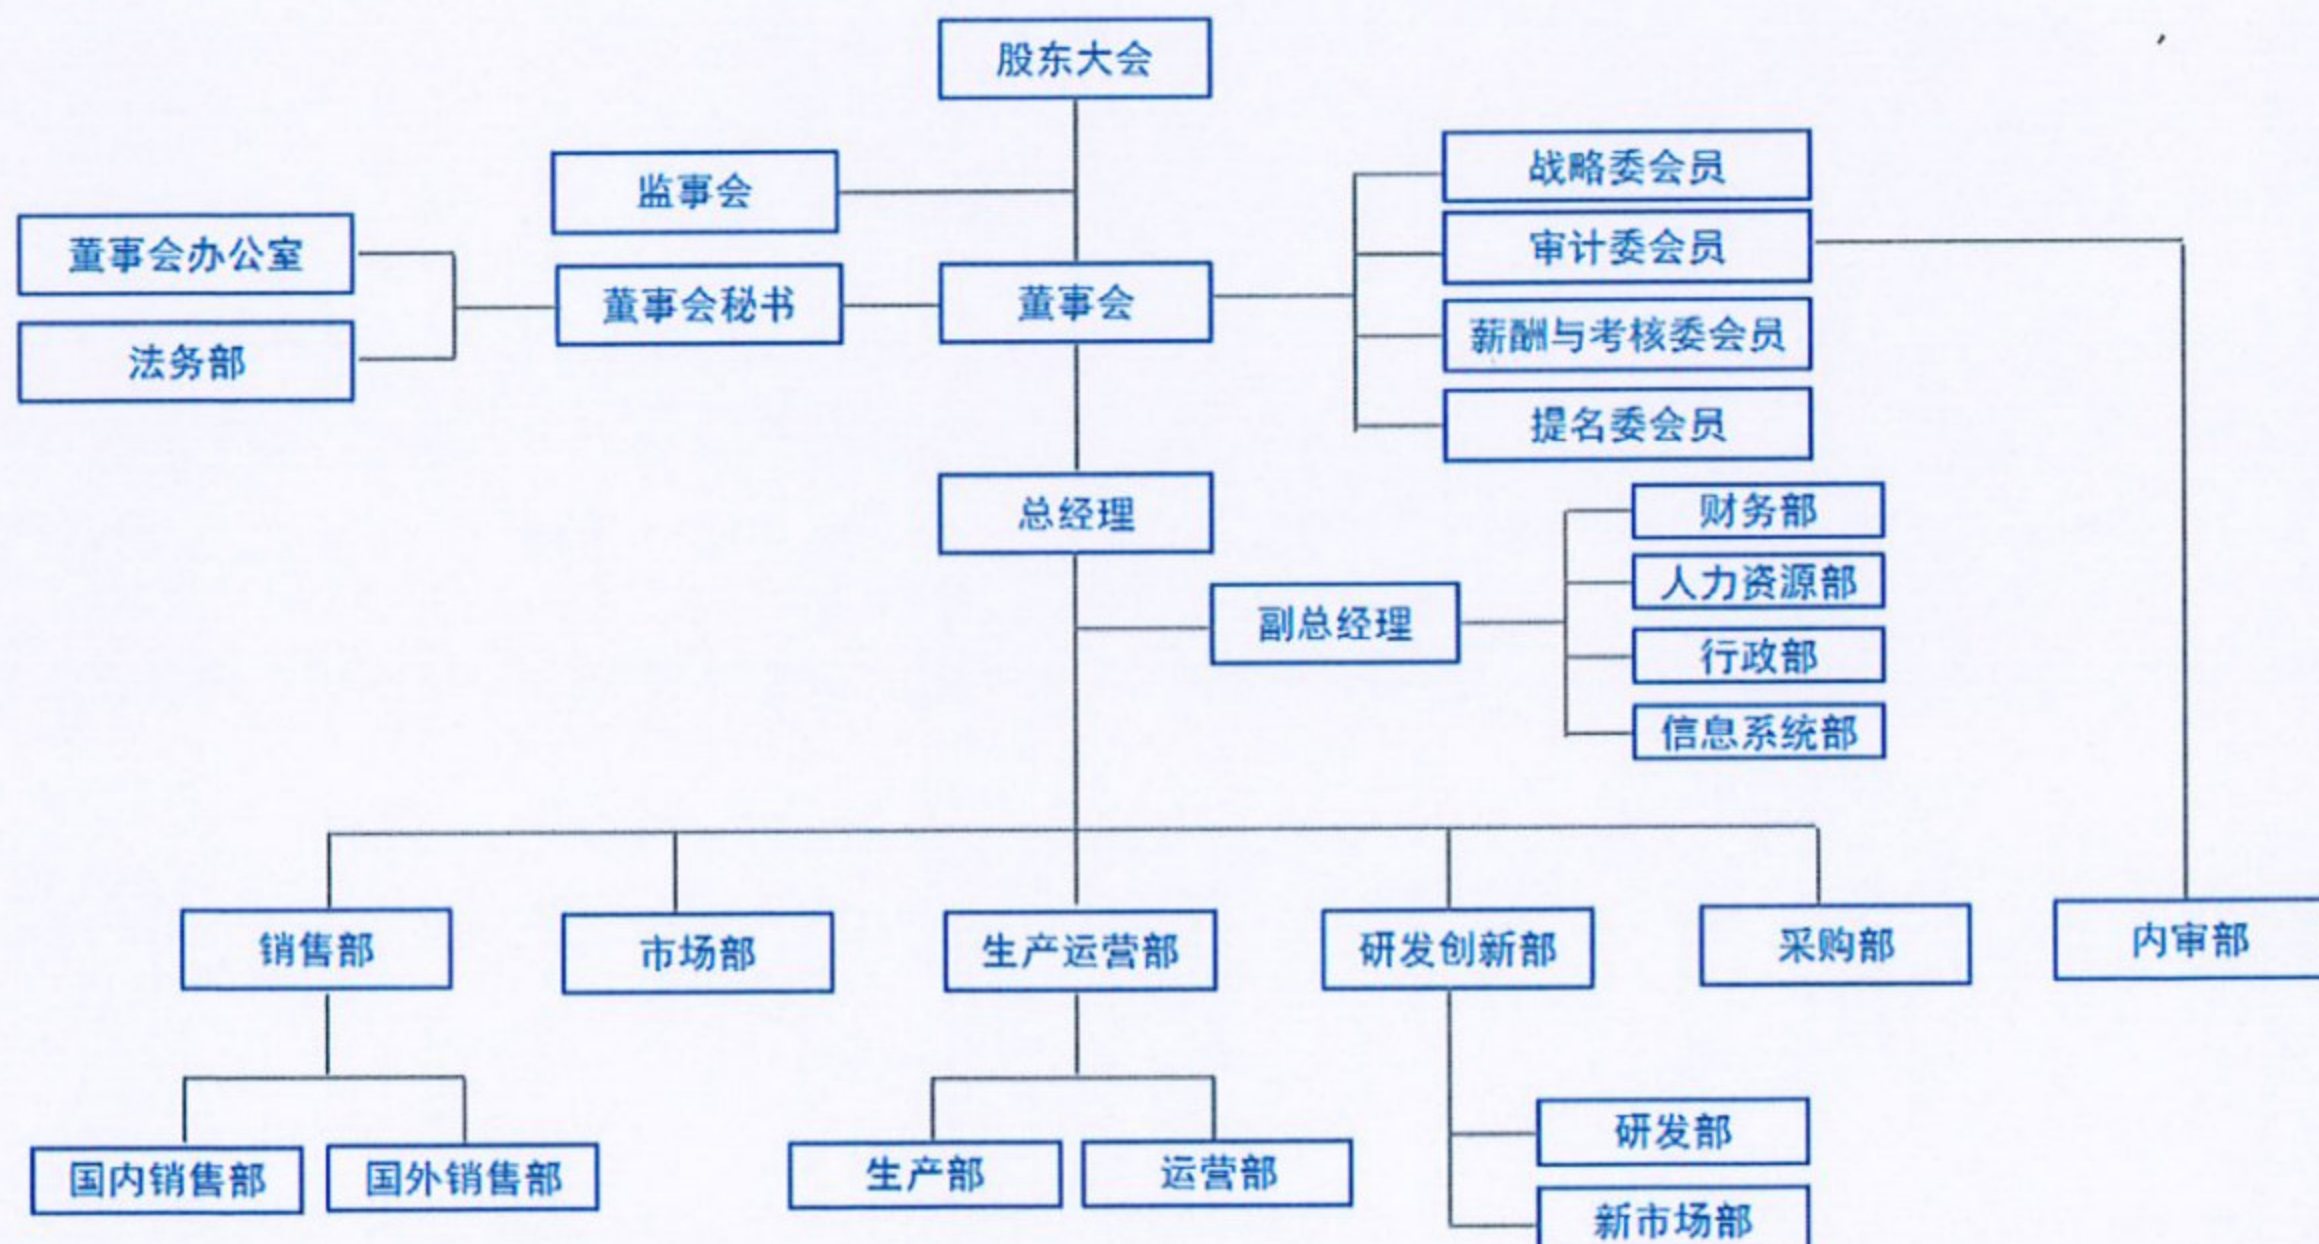 股东大会
监事会
战略委会员
董事会办公室
审计委会员
董事会秘书
董事会
薪酬与考核委会员
法务部
提名委会员
总经理
财务部
人力资源部
副总经理
行政部
信息系统部
销售部
市场部
生产运营部
研发创新部
采购部
内审部
研发部
国内销售部
国外销售部
生产部
运营部
新市场部